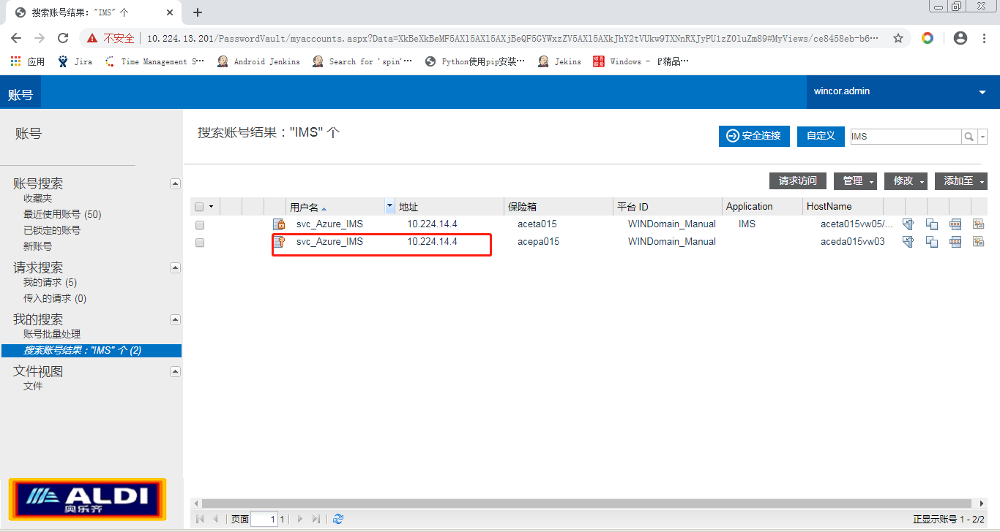 搜索账号结果："IMS" 个
不安全
10.224.13.201/PasswordVault/myaccounts.aspx?Data=XkBeXkBeMF5AXl5AXl5AXjBeQF5GYWxzZV5AXl5AXkJhY2tVUkw9TXNnRXJyPU1zZ01uZm89#MyViews/ce8458eb-b6…
应用
Jira
Time Management S…
Android Jenkins
Search for 'spin'…
Python使用pip安装…
Jekins
Windows - 『精品…
账号
wincor.admin
账号
搜索账号结果："IMS" 个
安全连接
自定义
IMS
请求访问
管理
修改
添加至
账号搜索
收藏夹
最近使用账号 (50)
已锁定的账号
新账号
请求搜索
我的请求 (5)
传入的请求 (0)
我的搜索
账号批量处理
搜索账号结果："IMS" 个 (2)
文件视图
文件
用户名 地址 保险箱 平台 ID Application HostName
svc_Azure_IMS 10.224.14.4 aceta015 WINDomain_Manual IMS aceta015vw05/...
svc_Azure_IMS 10.224.14.4 acepa015 WINDomain_Manual aceda015vw03
ALDI
奥乐齐
页面 1 1
正显示账号 1 - 2/2